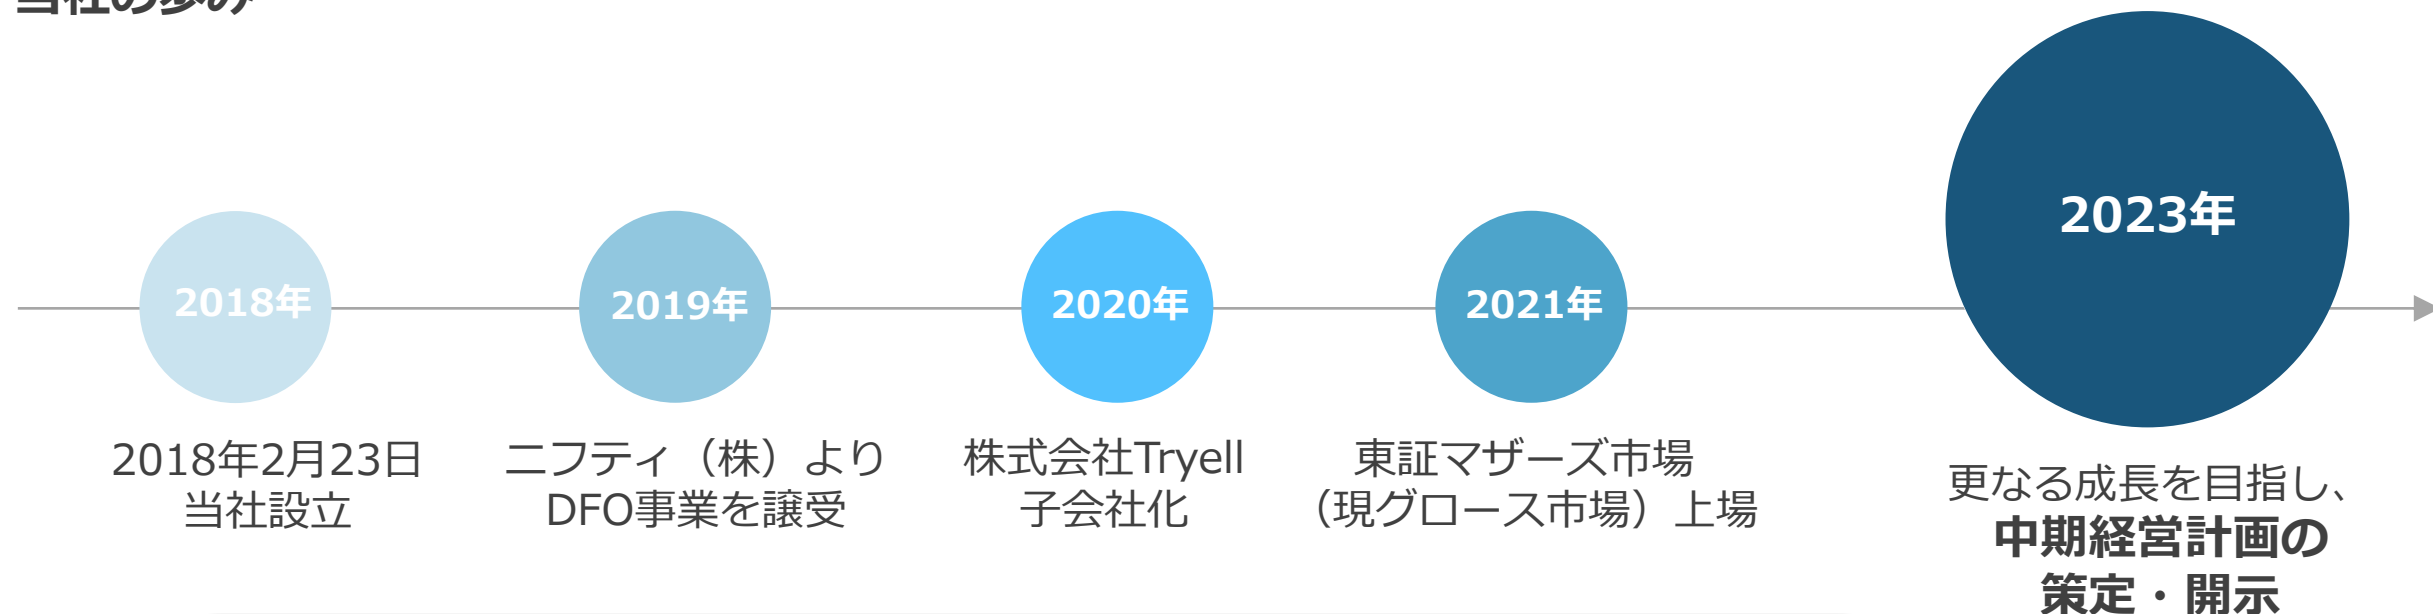 当社の歩み
2018年
2019年
2020年
2021年
2023年
2018年2月23日
当社設立
ニフティ（株）より
DFO事業を譲受
株式会社Tryell
子会社化
東証マザーズ市場
（現グロース市場）上場
更なる成長を目指し、
中期経営計画の
策定・開示